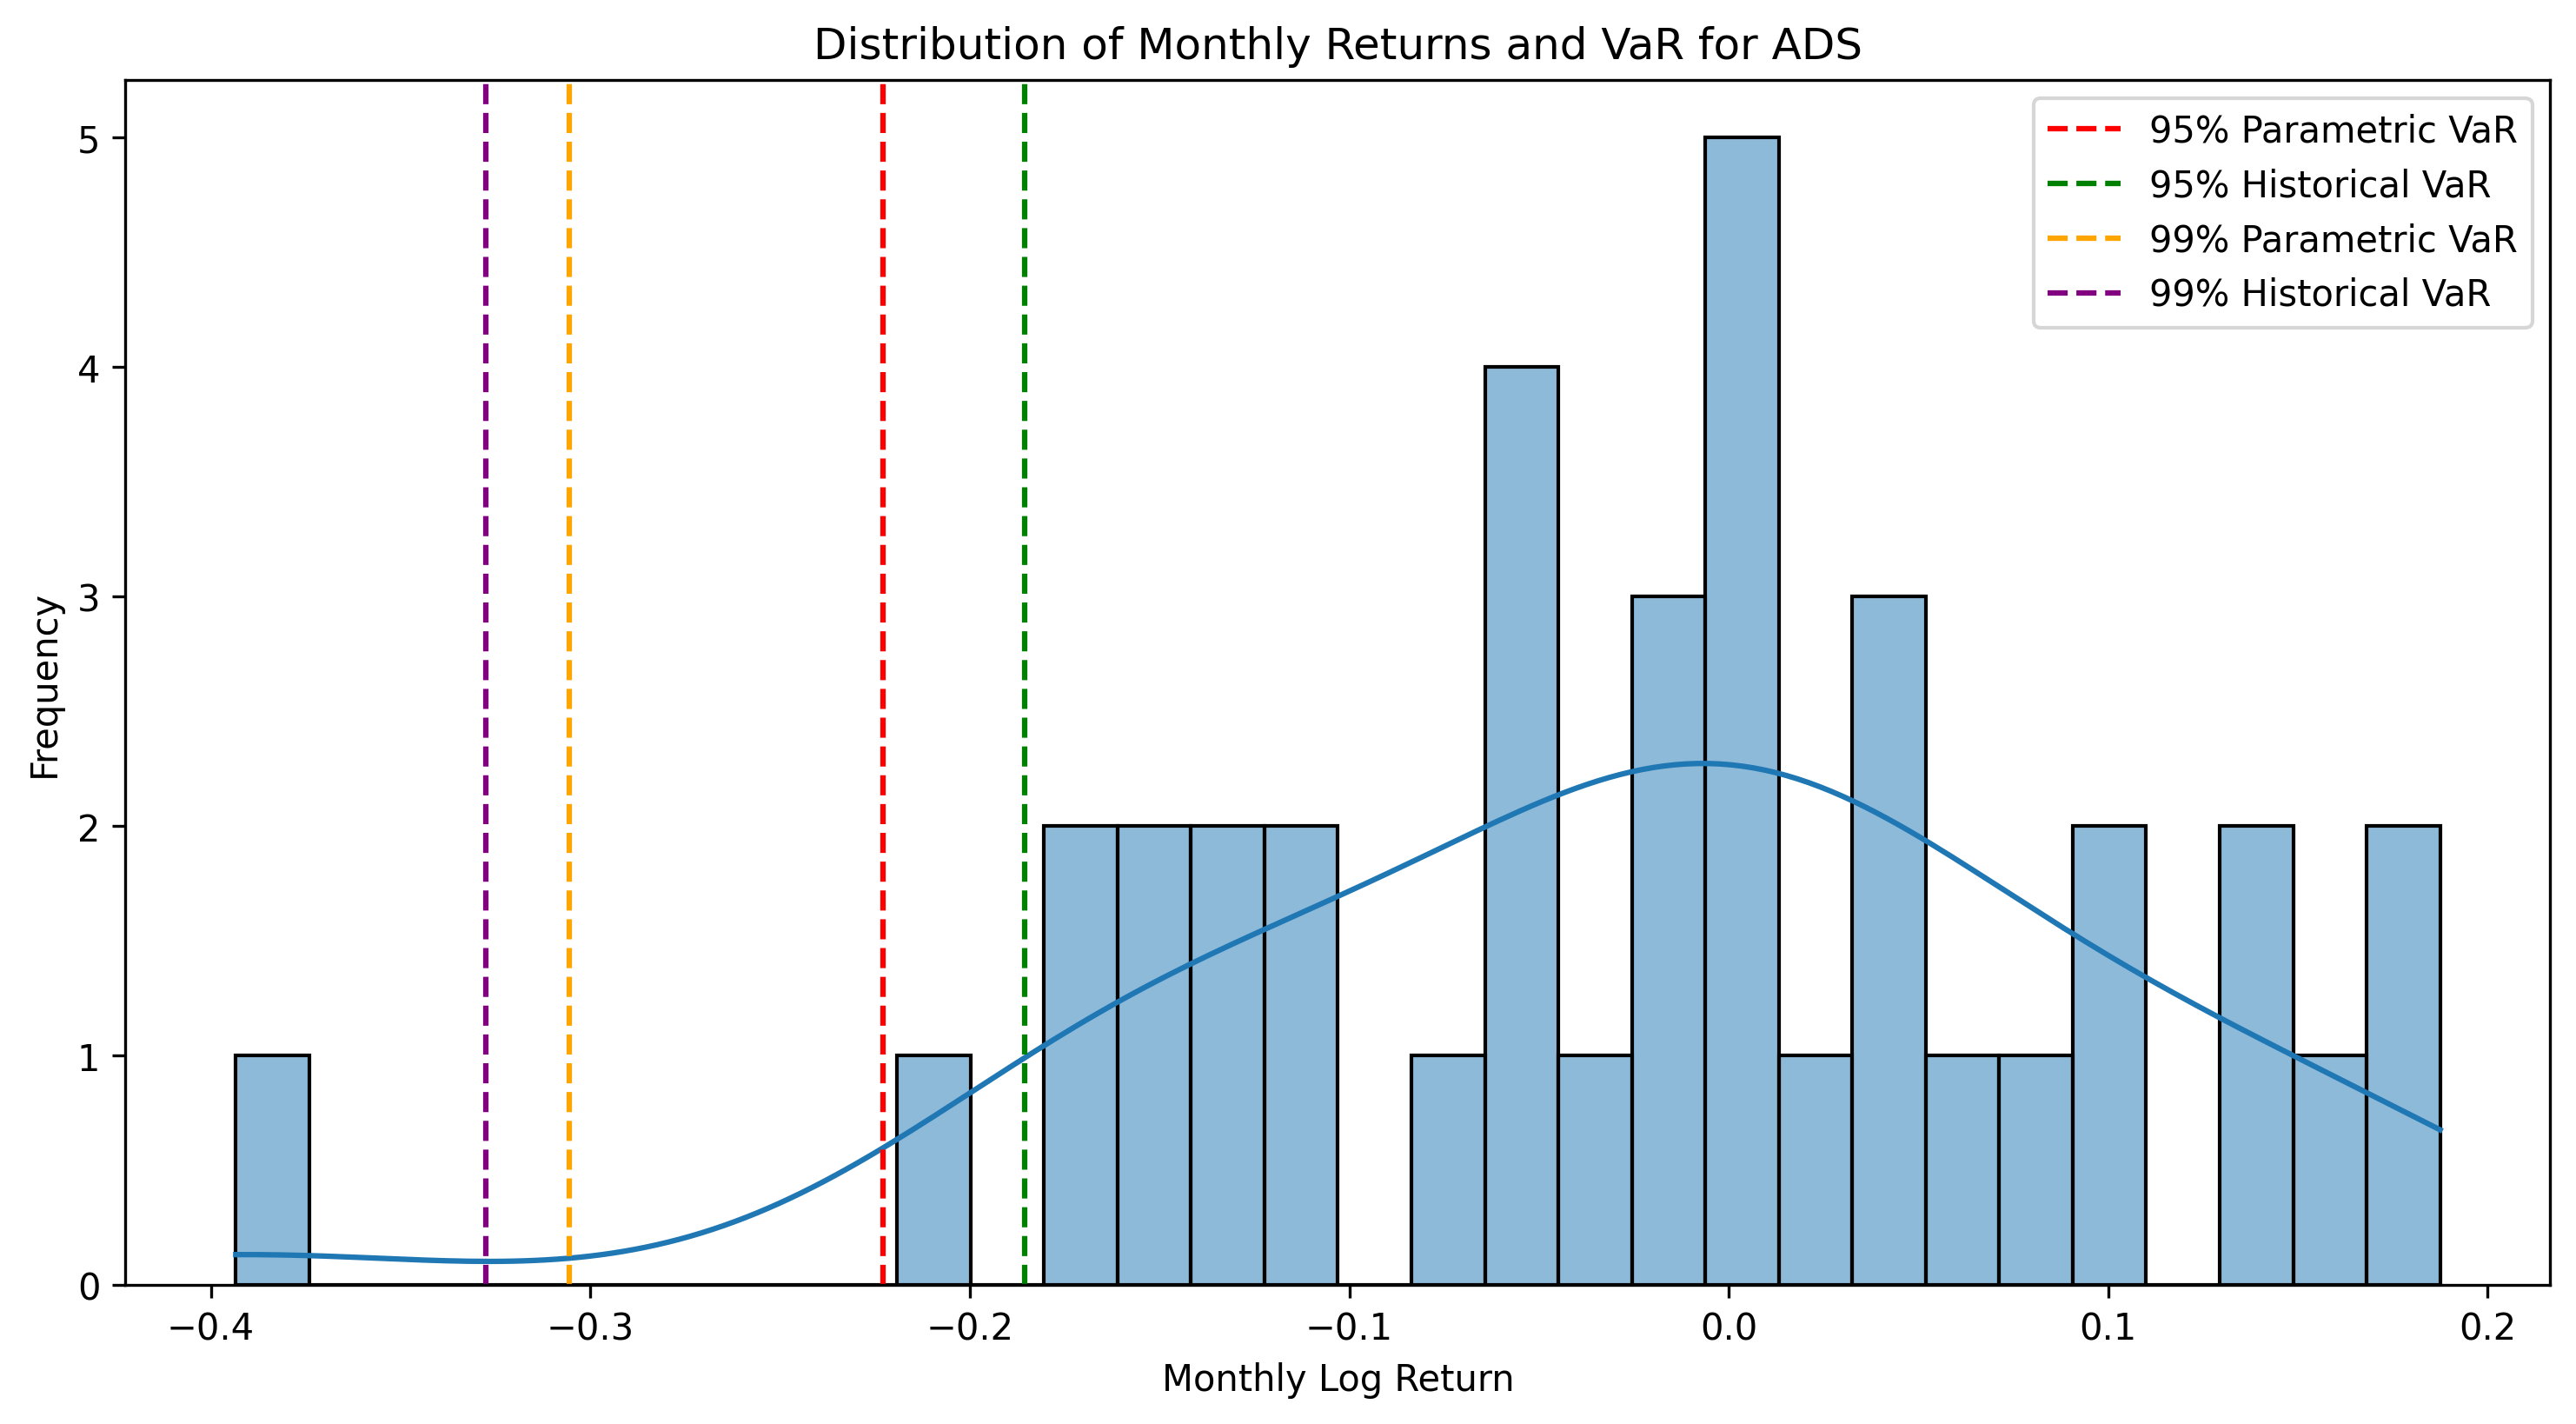 Distribution of Monthly Returns and VaR for ADS
95% Parametric VaR
95% Historical VaR
99% Parametric VaR
99% Historical VaR
Frequency
5
4
3
2
1
0
−0.4
−0.3
−0.2
−0.1
0.0
0.1
0.2
Monthly Log Return